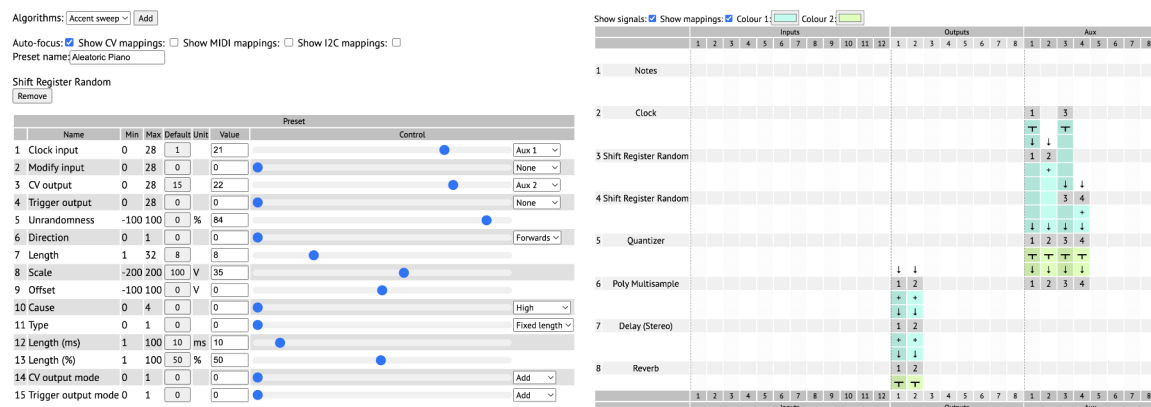 Algorithms: Accent sweep Add
Auto-focus: Show CV mappings: Show MIDI mappings: Show I2C mappings:
Preset name: Aleatoric Piano
Shift Register Random
Remove
Preset
Name Min Max Default Unit Value Control
1 Clock input 0 28 1 21 Aux 1
2 Modify input 0 28 0 0 None
3 CV output 0 28 15 22 Aux 2
4 Trigger output 0 28 0 0 None
5 Unrandomness -100 100 0 % 84
6 Direction 0 1 0 0 Forwards
7 Length 1 32 8 8
8 Scale -200 200 100 V 35
9 Offset -100 100 0 V 0
10 Cause 0 4 0 0 High
11 Type 0 1 0 0 Fixed length
12 Length (ms) 1 100 10 ms 10
13 Length (%) 1 100 50 % 50
14 CV output mode 0 1 0 0 Add
15 Trigger output mode 0 1 0 0 Add
Show signals: Show mappings: Colour 1: Colour 2:
Inputs Outputs Aux
1 2 3 4 5 6 7 8 9 10 11 12 1 2 3 4 5 6 7 8 1 2 3 4 5 6 7 8
1 Notes
2 Clock 1 3
↓ ↓
3 Shift Register Random 1 2
+
↓ ↓
4 Shift Register Random 3 4
+
↓ ↓ ↓ ↓
5 Quantizer 1 2 3 4
↓ ↓ ↓ ↓ ↓ ↓
6 Poly Multisample 1 2 1 2 3 4
+ +
↓ ↓
7 Delay (Stereo) 1 2
+ +
↓ ↓
8 Reverb 1 2
1 2 3 4 5 6 7 8 9 10 11 12 1 2 3 4 5 6 7 8 1 2 3 4 5 6 7 8
Inputs Outputs Aux